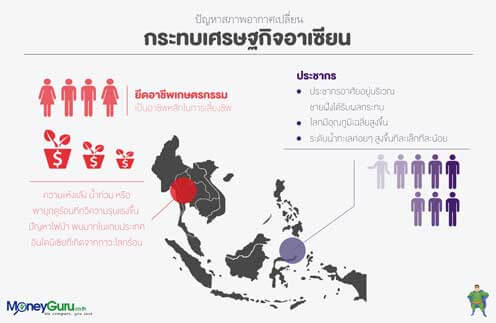 ปัญหาสภาพอากาศเปลี่ยน
กระทบเศรษฐกิจอาเซียน
ยึดอาชีพเกษตรกรรม
เป็นอาชีพหลักในการเลี้ยงชีพ
$ $ $
ความแห้งแล้ง น้ำท่วม หรือ
พายุฤดูร้อนที่ทวีความรุนแรงขึ้น
ปัญหาไฟป่า พบมากในแถบประเทศ
อินโดนีเซียที่เกิดจากภาวะโลกร้อน
ประชากร
ประชากรอาศัยอยู่บริเวณ
ชายฝั่งได้รับผลกระทบ
โลกมีอุณหภูมิเฉลี่ยสูงขึ้น
ระดับน้ำทะเลค่อยๆ สูงขึ้นทีละเล็กทีละน้อย
MoneyGuru.co.th
We compare, you save